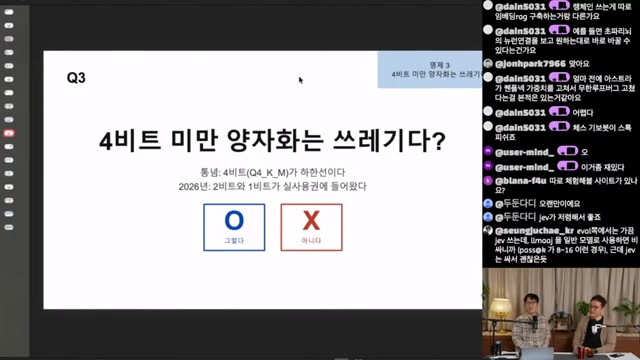 Q3
명제 3
4비트 미만 양자화는 쓰레기
4비트 미만 양자화는 쓰레기다?
통념: 4비트(Q4_K_M)가 하한선이다
2026년: 2비트와 1비트가 실사용권에 들어왔다
O
그렇다
X
아니다
@dain5031 랭체인 쓰는게 따로
임베딩rag 구축하는거랑 다른가요
@dain5031 예를 들면 초파리뇌
의 뉴런연결을 보고 원하는대로 바로 바꿀 수
있다는건가요
@jonhpark7966 맞아요
@dain5031 얼마 전에 아스트라
가 퀜플넥 가중치를 고쳐서 무한루프버그 고쳤
다는걸 본적은 있는거같아요
@dain5031 어렵다
@dain5031 체스 기보봇이 스톡
피쉬죠
@user-mind_ 오
@user-mind_ 이거좀 재밌다
@blana-f4u 따로 체험해볼 사이트가 있나
요?
@두둔다디 오랜만이에요
@두둔다디 jev가 저렴해서 좋죠
@seungjuchae_kr eval쪽에서는 가끔
jev 쓰는데, llmaaj 을 일반 모델로 사용하면 비
싸니까 (pass@k 가 8-16 이런 경우), 근데 jev
는 싸서 괜찮은듯